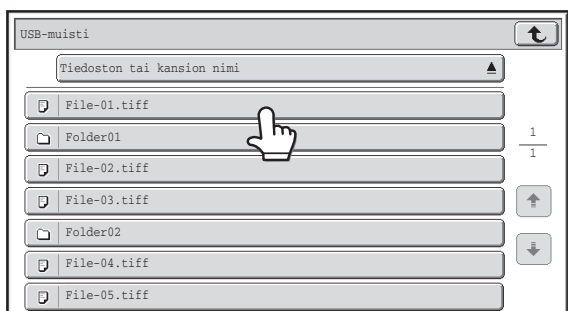 USB-muisti
Tiedoston tai kansion nimi
File-01.tiff
Folder01
1
1
File-02.tiff
File-03.tiff
Folder02
File-04.tiff
File-05.tiff